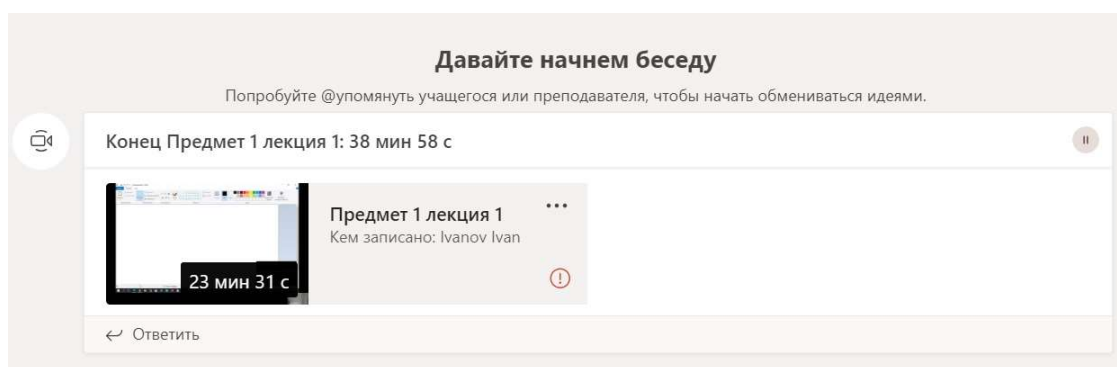 Давайте начнем беседу
Попробуйте @упомянуть учащегося или преподавателя, чтобы начать обмениваться идеями.
Конец Предмет 1 лекция 1: 38 мин 58 с
II
Предмет 1 лекция 1
Кем записано: Ivanov Ivan
23 мин 31 с
Ответить